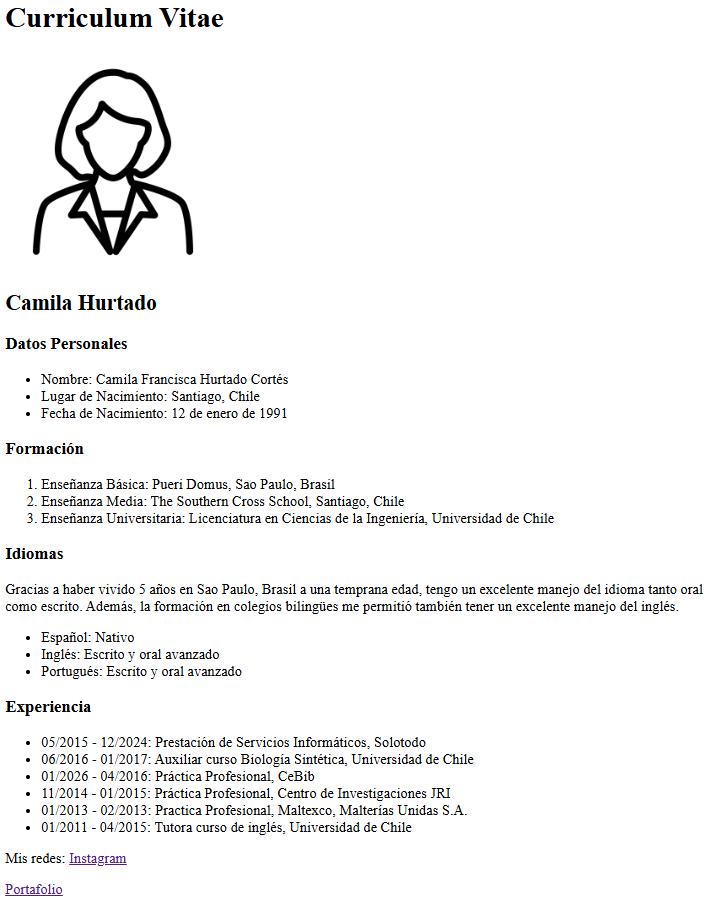 Curriculum Vitae
Camila Hurtado
Datos Personales
• Nombre: Camila Francisca Hurtado Cortés
• Lugar de Nacimiento: Santiago, Chile
• Fecha de Nacimiento: 12 de enero de 1991
Formación
1. Enseñanza Básica: Pueri Domus, Sao Paulo, Brasil
2. Enseñanza Media: The Southern Cross School, Santiago, Chile
3. Enseñanza Universitaria: Licenciatura en Ciencias de la Ingeniería, Universidad de Chile
Idiomas
Gracias a haber vivido 5 años en Sao Paulo, Brasil a una temprana edad, tengo un excelente manejo del idioma tanto oral
como escrito. Además, la formación en colegios bilingües me permitió también tener un excelente manejo del inglés.
• Español: Nativo
• Inglés: Escrito y oral avanzado
• Portugués: Escrito y oral avanzado
Experiencia
• 05/2015 - 12/2024: Prestación de Servicios Informáticos, Solotodo
• 06/2016 - 01/2017: Auxiliar curso Biología Sintética, Universidad de Chile
• 01/2026 - 04/2016: Práctica Profesional, CeBib
• 11/2014 - 01/2015: Práctica Profesional, Centro de Investigaciones JRI
• 01/2013 - 02/2013: Practica Profesional, Maltexco, Malterías Unidas S.A.
• 01/2011 - 04/2015: Tutora curso de inglés, Universidad de Chile
Mis redes: Instagram
Portafolio